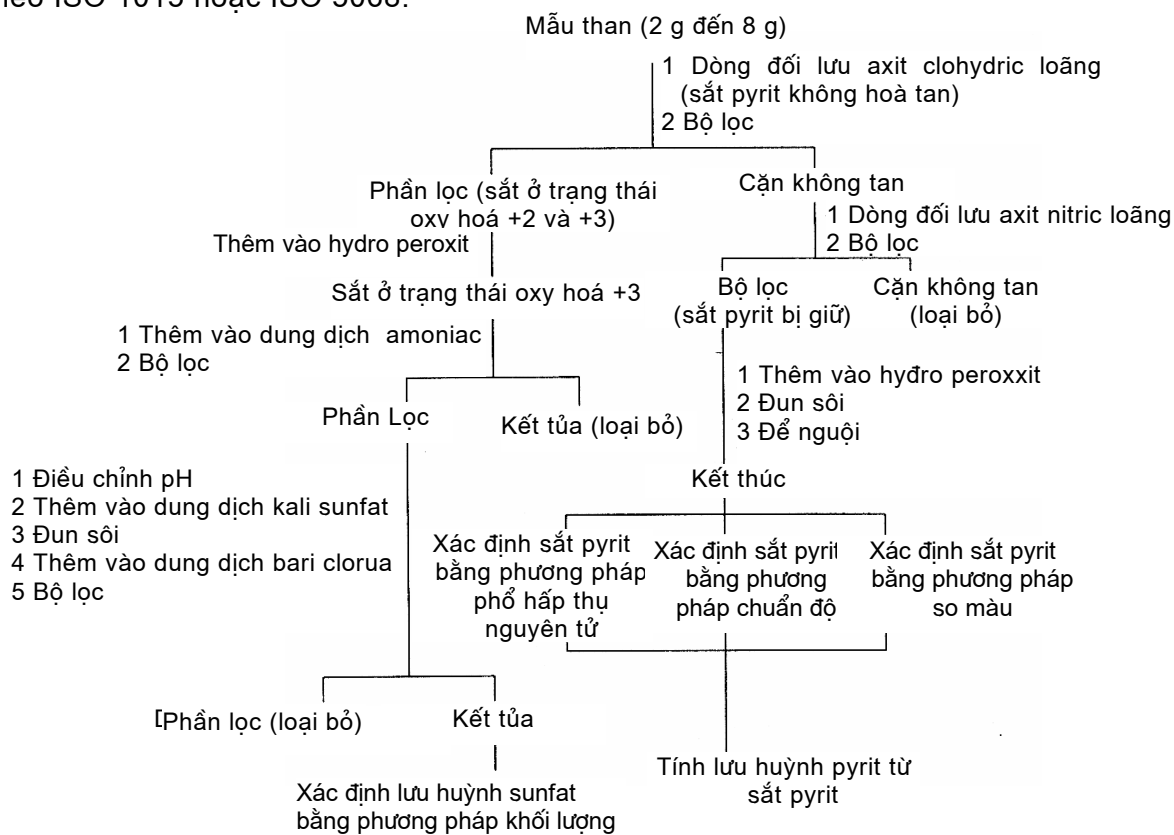 Mẫu than (2 g đến 8 g)
1 Dòng đối lưu axit clohydric loãng
(sắt pyrit không hoà tan)
2 Bộ lọc
Phần lọc (sắt ở trạng thái
oxy hoá +2 và +3)
Cặn không tan
1 Dòng đối lưu axit nitric loãng
2 Bộ lọc
Thêm vào hydro peroxit
Sắt ở trạng thái oxy hoá +3
Bộ lọc
(sắt pyrit bị giữ)
Cặn không tan
(loại bỏ)
1 Thêm vào dung dịch amoniac
2 Bộ lọc
1 Thêm vào hyđro peroxxit
2 Đun sôi
3 Để nguội
Phần Lọc
Kết tủa (loại bỏ)
Kết thúc
1 Điều chỉnh pH
2 Thêm vào dung dịch kali sunfat
3 Đun sôi
4 Thêm vào dung dịch bari clorua
5 Bộ lọc
Xác định sắt pyrit
bằng phương pháp
phổ hấp thụ
nguyên tử
Xác định sắt pyrit
bằng phương
pháp chuẩn độ
Xác định sắt pyrit
bằng phương pháp
so màu
[Phần lọc (loại bỏ)
Kết tủa
Xác định lưu huỳnh sunfat
bằng phương pháp khối lượng
Tính lưu huỳnh pyrit từ
sắt pyrit